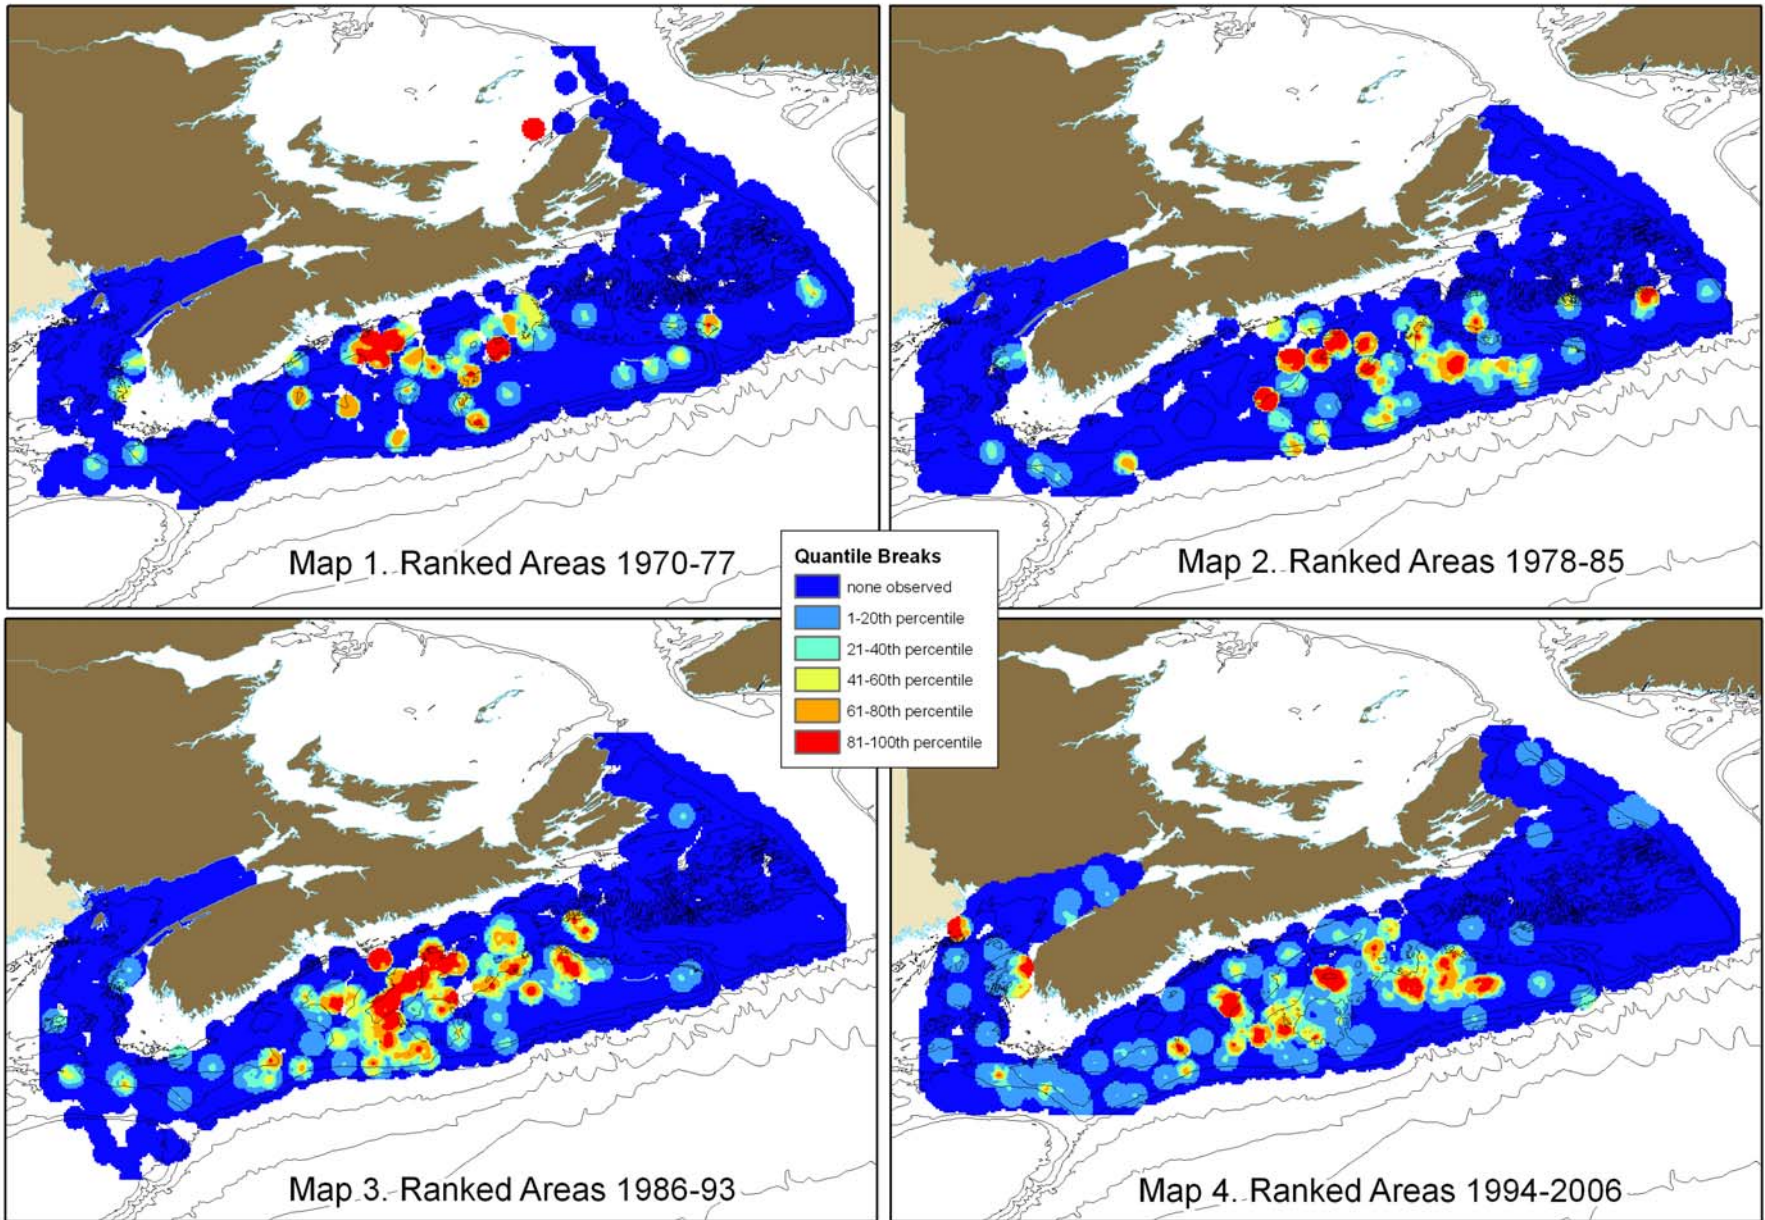 Map 1. Ranked Areas 1970-77
Map 2. Ranked Areas 1978-85
Quantile Breaks
none observed
1-20th percentile
21-40th percentile
41-60th percentile
61-80th percentile
81-100th percentile
Map 3. Ranked Areas 1986-93
Map 4. Ranked Areas 1994-2006